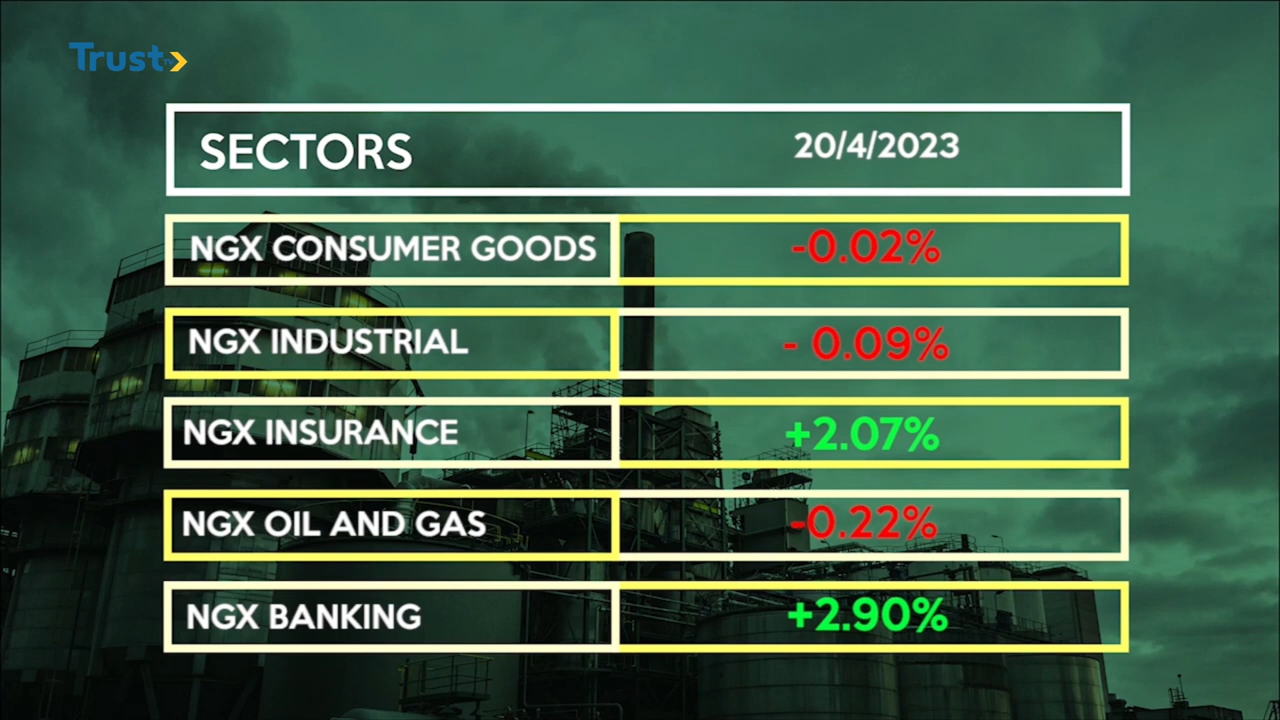 Trust TV
SECTORS 20/4/2023
NGX CONSUMER GOODS -0.02%
NGX INDUSTRIAL - 0.09%
NGX INSURANCE +2.07%
NGX OIL AND GAS -0.22%
NGX BANKING +2.90%